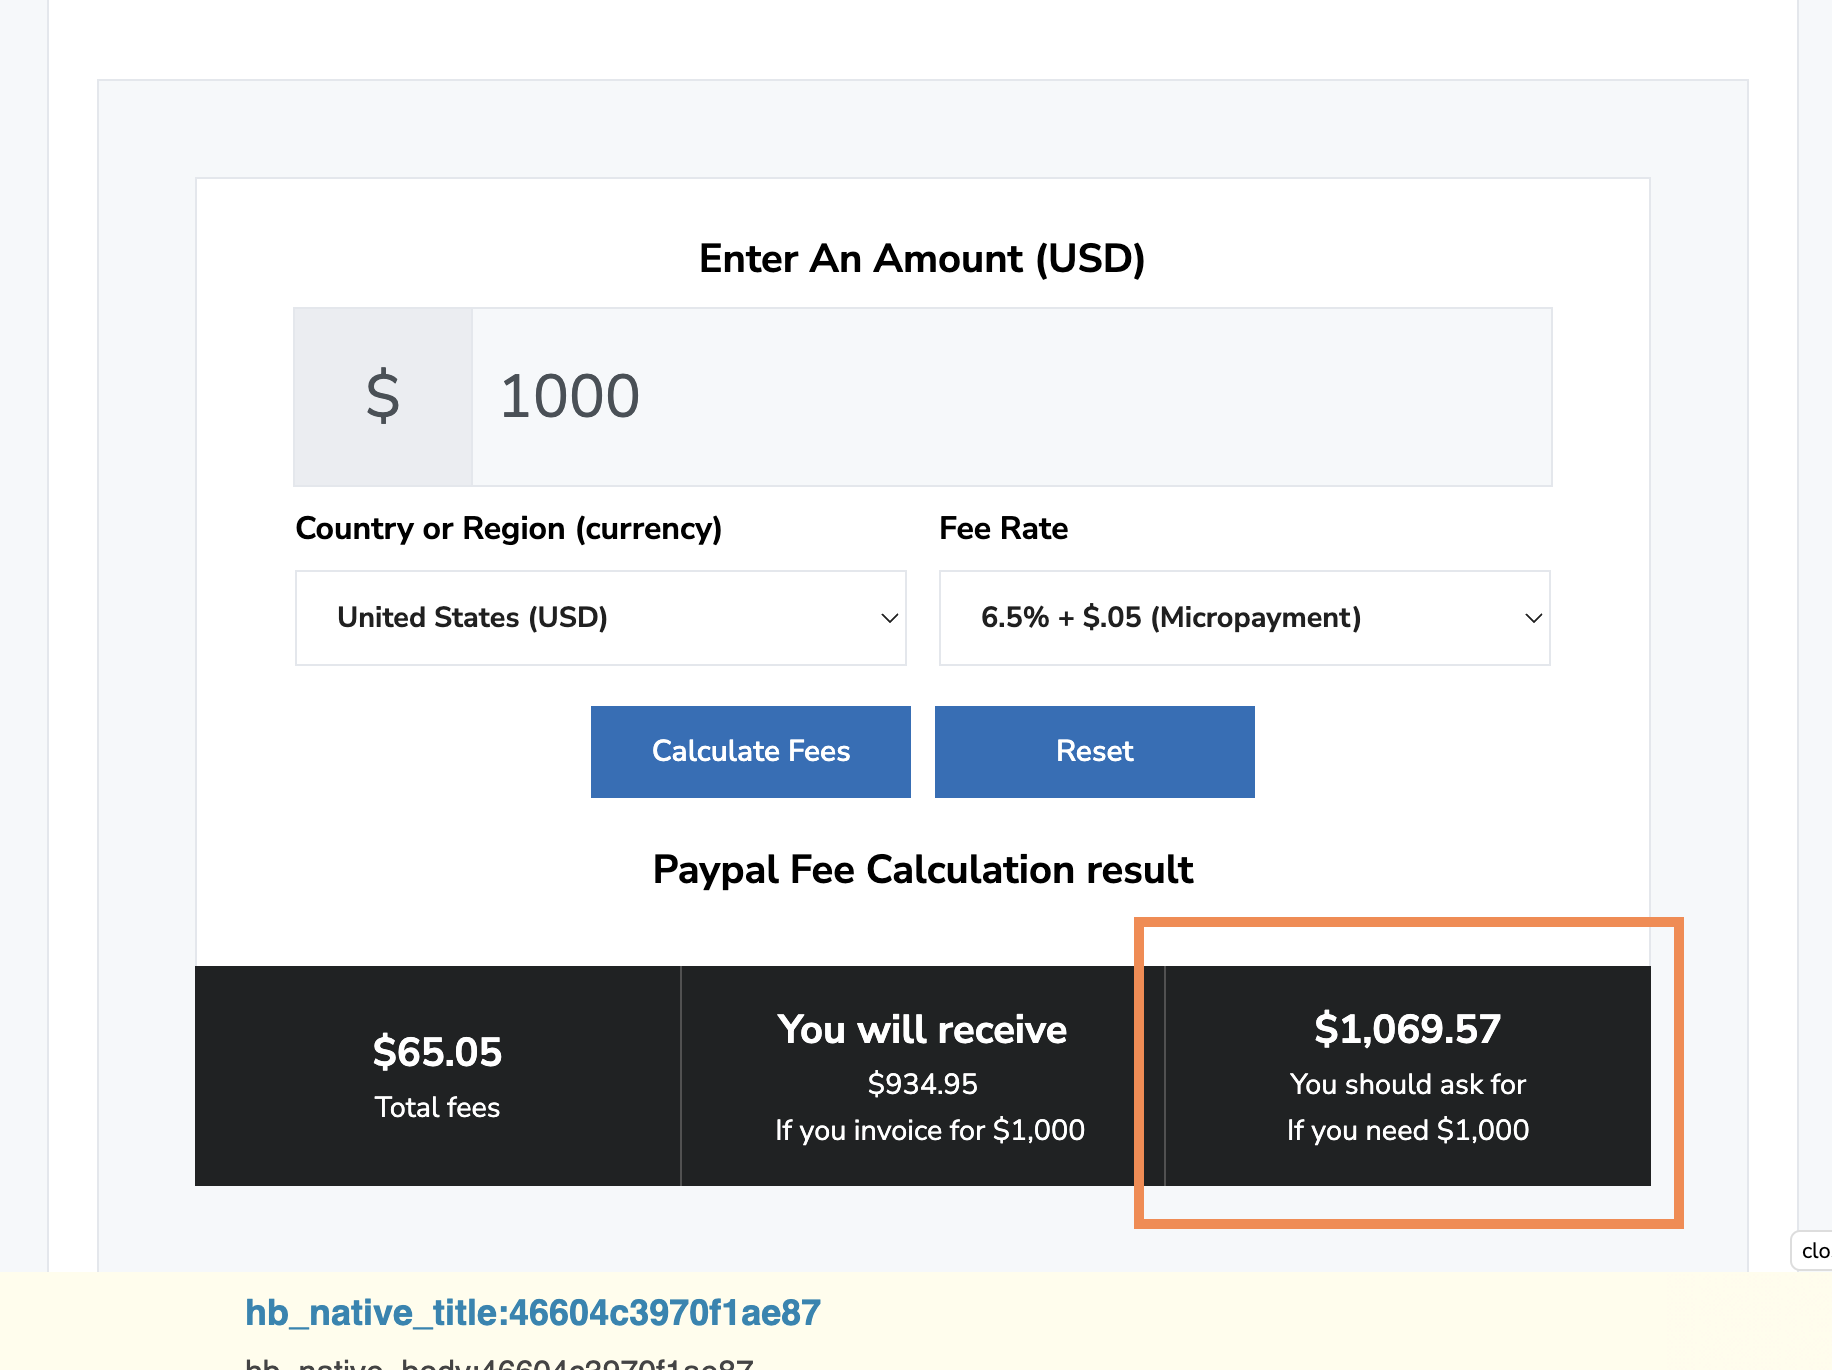 Enter An Amount (USD)
$ 1000
Country or Region (currency) Fee Rate
United States (USD) 6.5% + $.05 (Micropayment)
Calculate Fees Reset
Paypal Fee Calculation result
$65.05
Total fees
You will receive
$934.95
If you invoice for $1,000
$1,069.57
You should ask for
If you need $1,000
clo
hb_native_title:46604c3970f1ae87
hb_native_body:46604c3970f1ae87